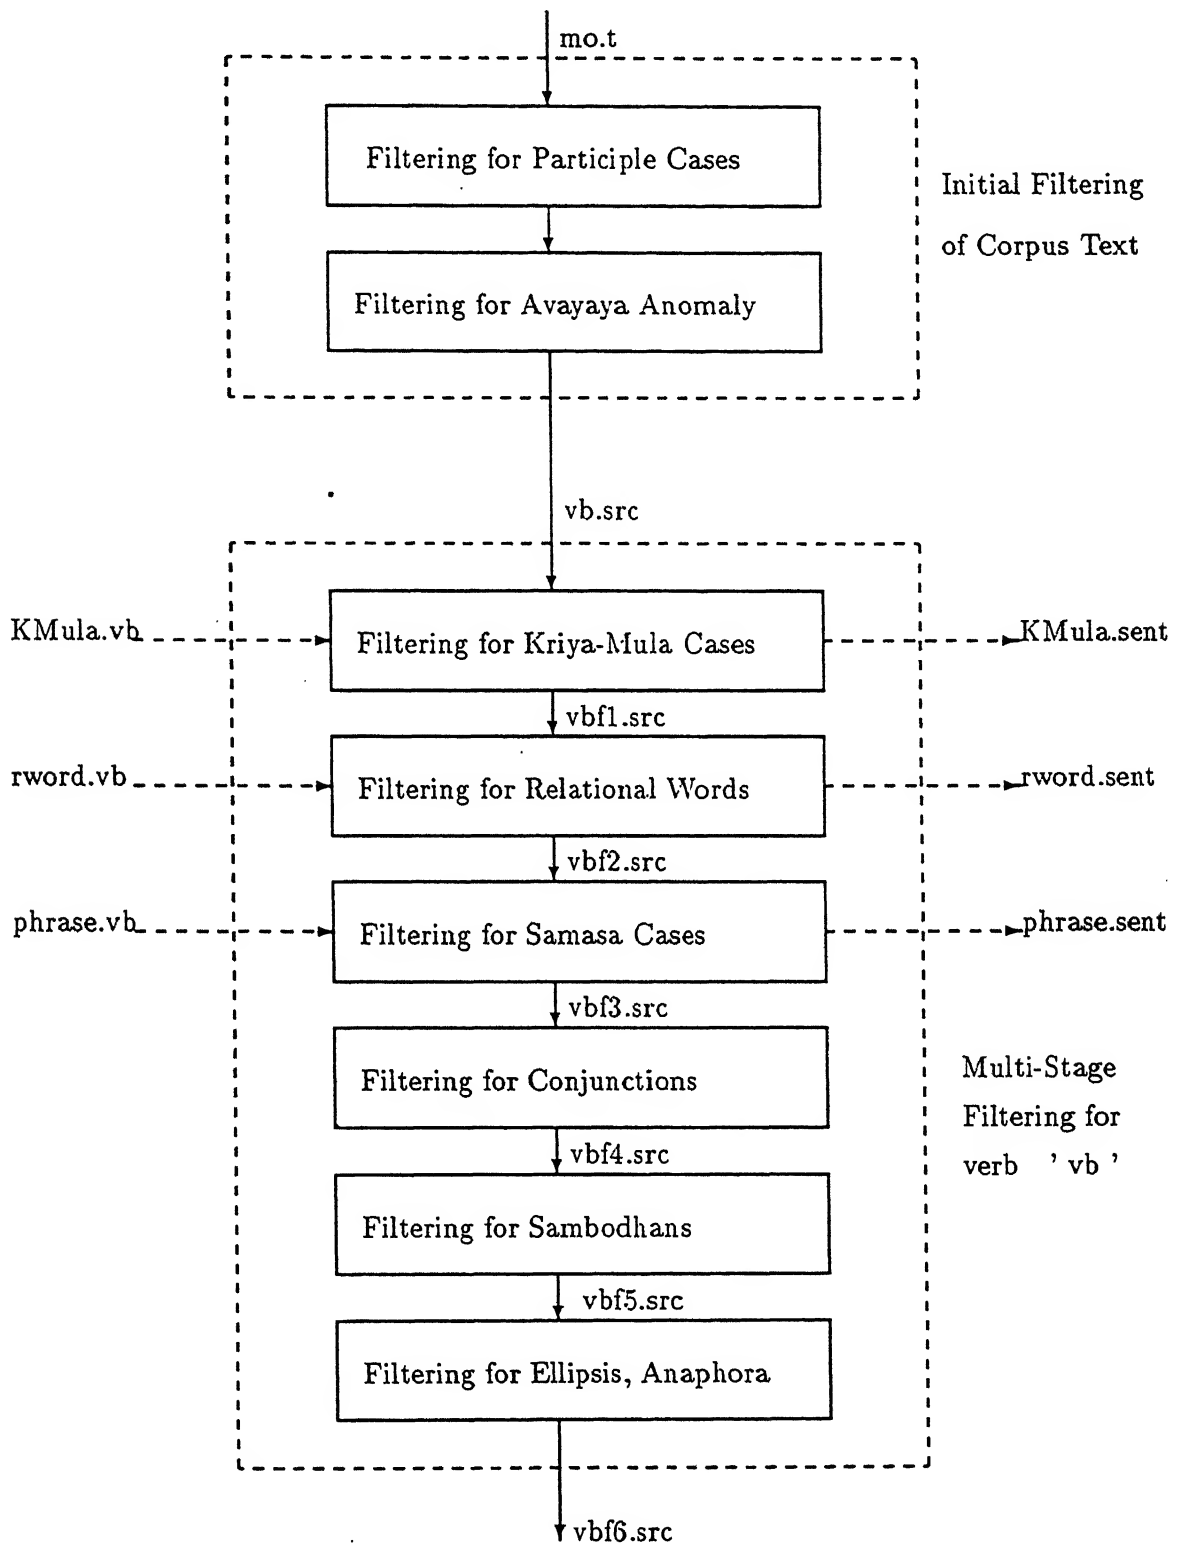 mo.t
Filtering for Participle Cases
Initial Filtering
of Corpus Text
Filtering for Avayaya Anomaly
vb.src
KMula.vb
Filtering for Kriya-Mula Cases
KMula.sent
vbf1.src
rword.vb
Filtering for Relational Words
rword.sent
vbf2.src
phrase.vb
Filtering for Samasa Cases
phrase.sent
vbf3.src
Filtering for Conjunctions
Multi-Stage
Filtering for
verb ' vb '
vbf4.src
Filtering for Sambodhans
vbf5.src
Filtering for Ellipsis, Anaphora
vbf6.src